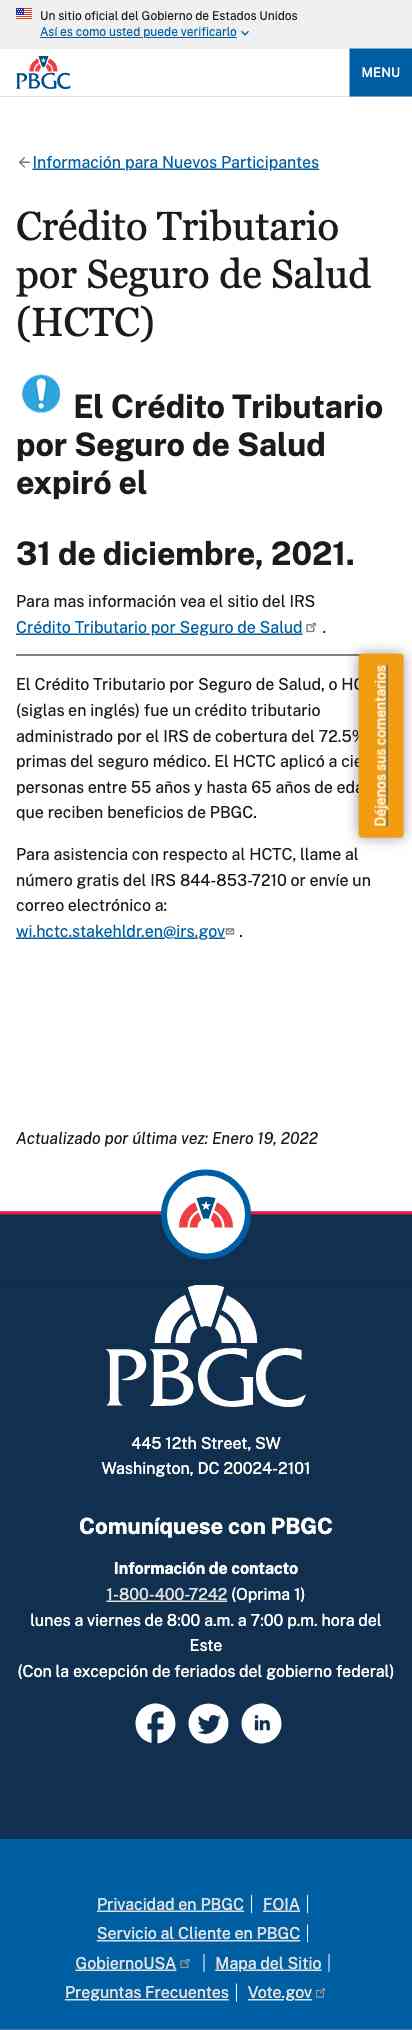 Un sitio oficial del Gobierno de Estados Unidos
Así es como usted puede verificarlo
PBGC
MENU
Información para Nuevos Participantes
Crédito Tributario
por Seguro de Salud
(HCTC)
El Crédito Tributario
por Seguro de Salud
expiró el
31 de diciembre, 2021.
Para mas información vea el sitio del IRS
Crédito Tributario por Seguro de Salud .
El Crédito Tributario por Seguro de Salud, o
(siglas en inglés) fue un crédito tributario
administrado por el IRS de cobertura del 72.5%
primas del seguro médico. El HCTC aplicó a
personas entre 55 años y hasta 65 años de
que reciben beneficios de PBGC.
Déjenos sus comentarios
Para asistencia con respecto al HCTC, llame al
número gratis del IRS 844-853-7210 or envíe un
correo electrónico a:
wi.hctc.stakehldr.en@irs.gov .
Actualizado por última vez: Enero 19, 2022
PBGC
445 12th Street, SW
Washington, DC 20024-2101
Comuníquese con PBGC
Información de contacto
1-800-400-7242 (Oprima 1)
lunes a viernes de 8:00 a.m. a 7:00 p.m. hora del
Este
(Con la excepción de feriados del gobierno federal)
Privacidad en PBGC | FOIA |
Servicio al Cliente en PBGC |
GobiernoUSA | Mapa del Sitio |
Preguntas Frecuentes | Vote.gov